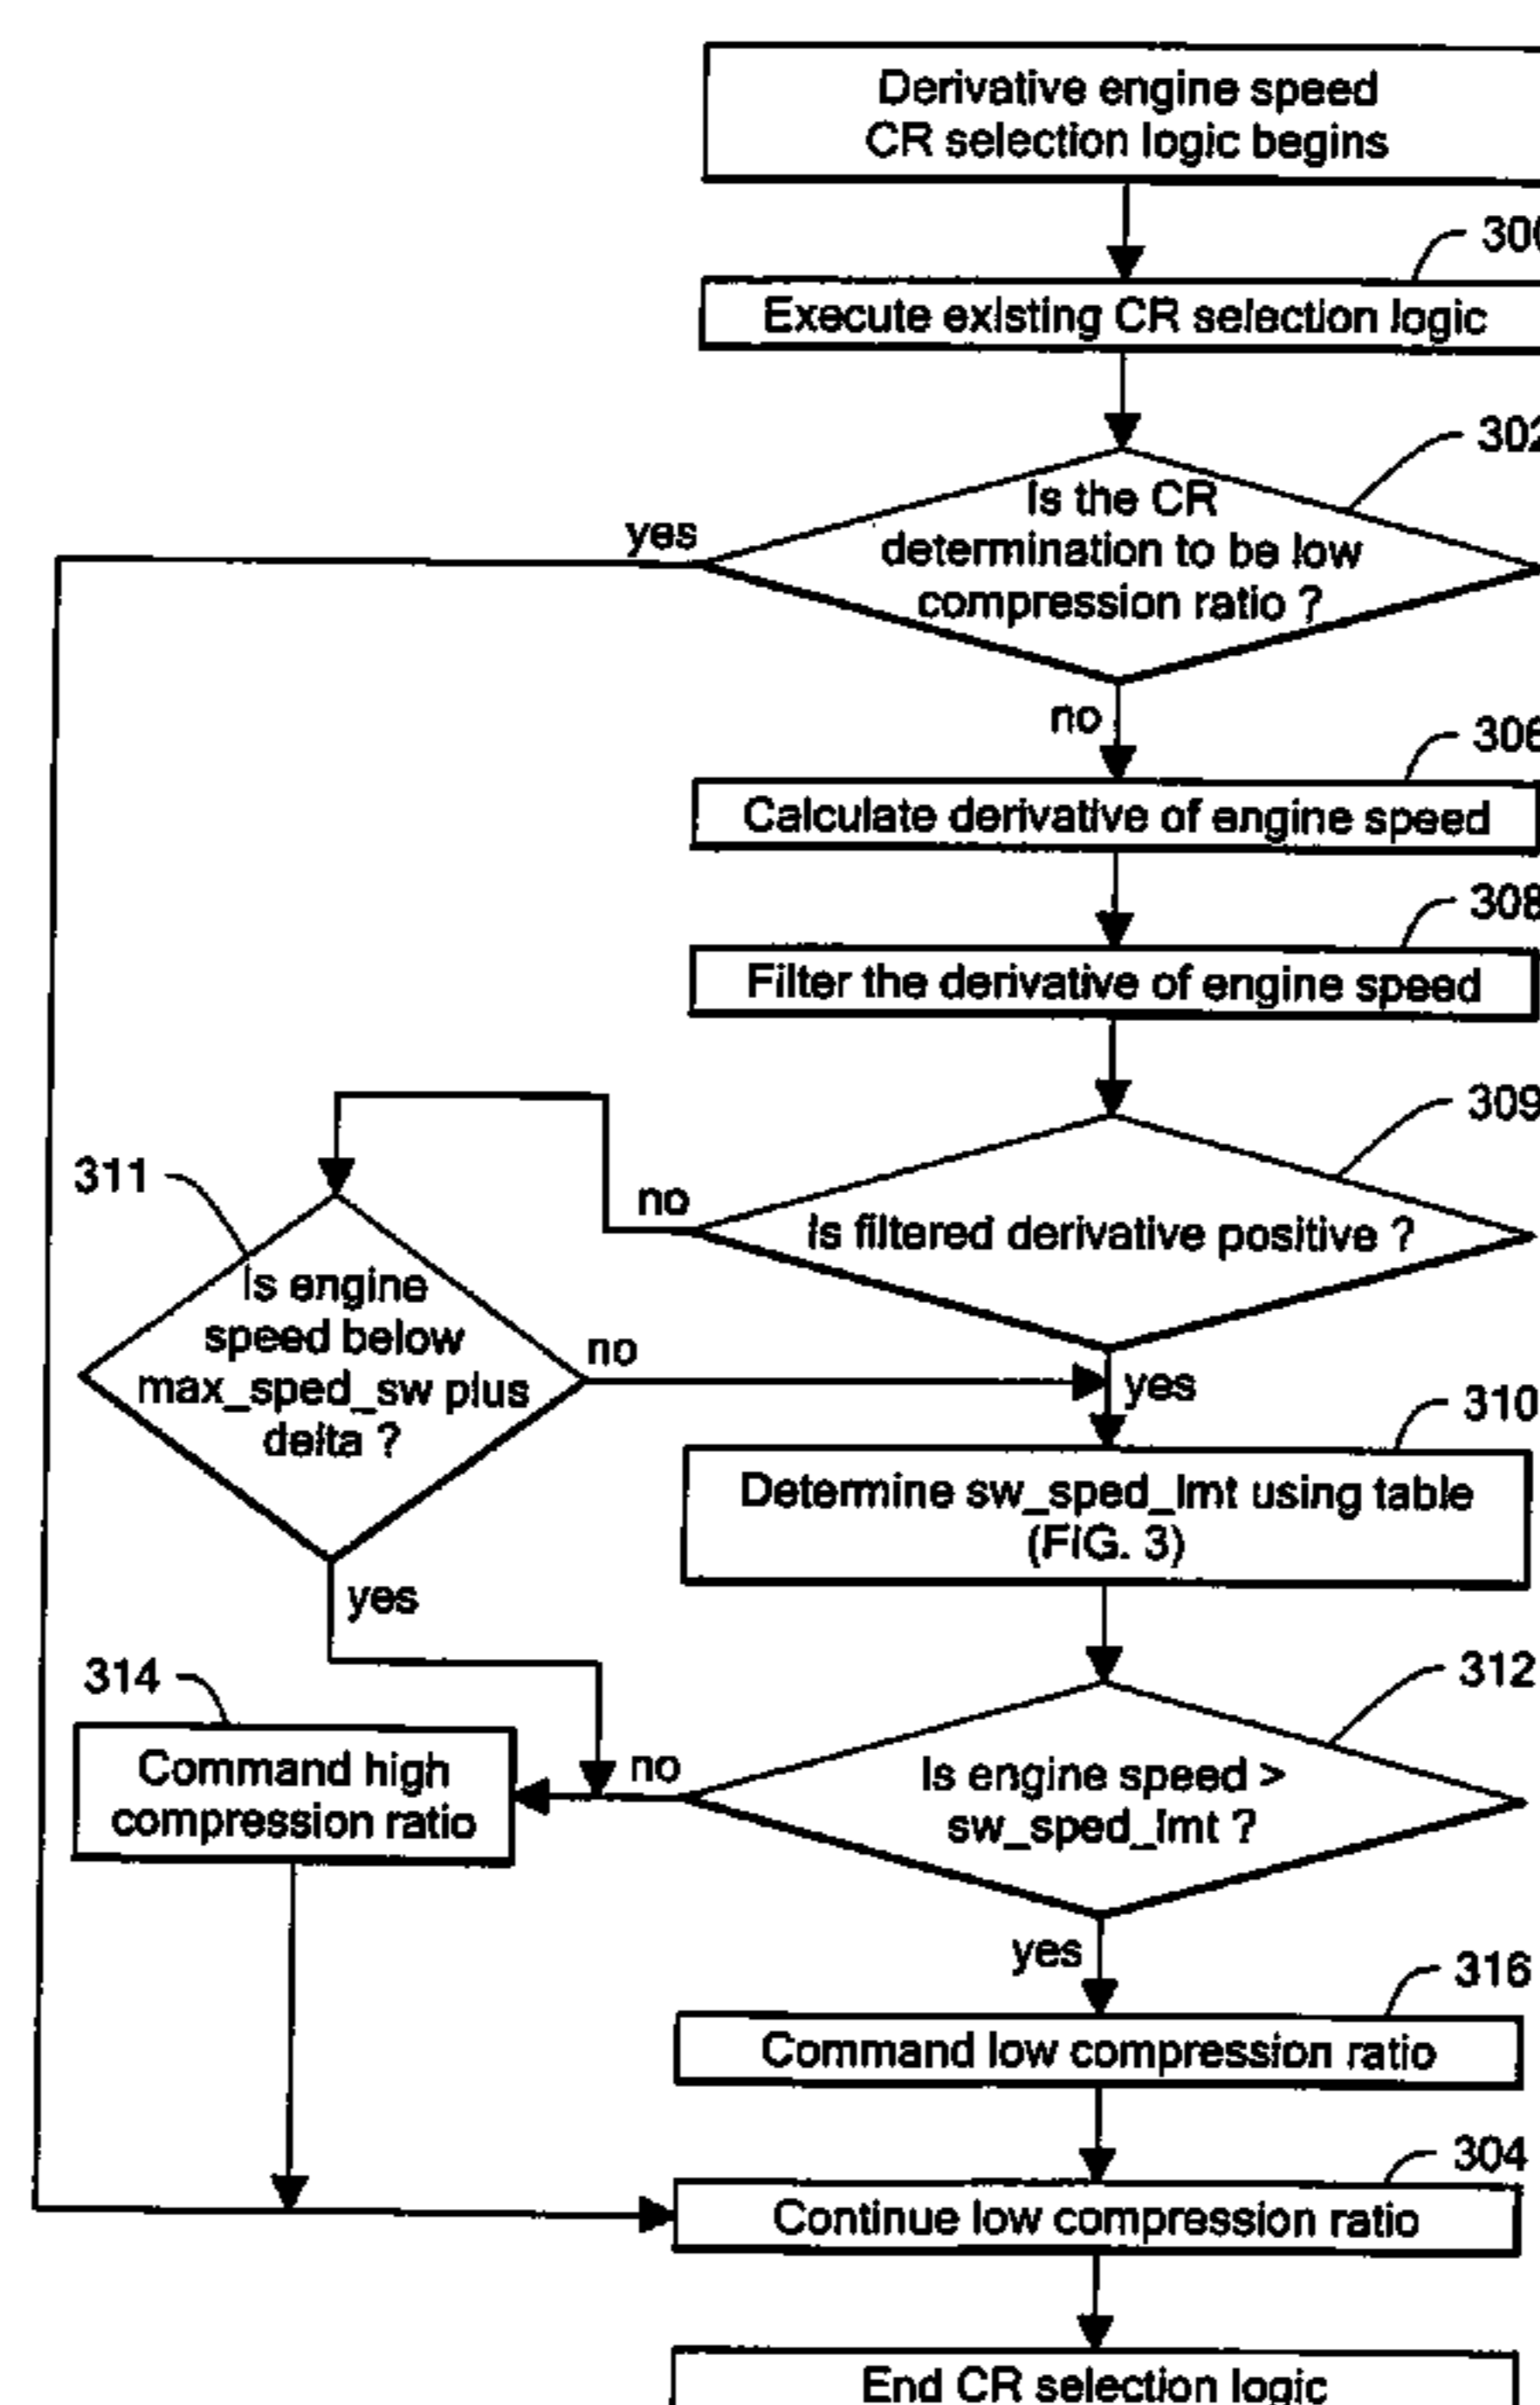 Derivative engine speed
CR selection logic begins
Execute existing CR selection logic
Is the CR
determination to be low
compression ratio ?
yes
302
no
306
Calculate derivative of engine speed
308
Filter the derivative of engine speed
309
Is filtered derivative positive ?
no
yes
311
Is engine
speed below
max_sped_sw plus
delta ?
no
yes
310
Determine sw_sped_lmt using table
(FIG. 3)
312
Is engine speed >
sw_sped_lmt ?
no
yes
314
Command high
compression ratio
316
Command low compression ratio
304
Continue low compression ratio
End CR selection logic